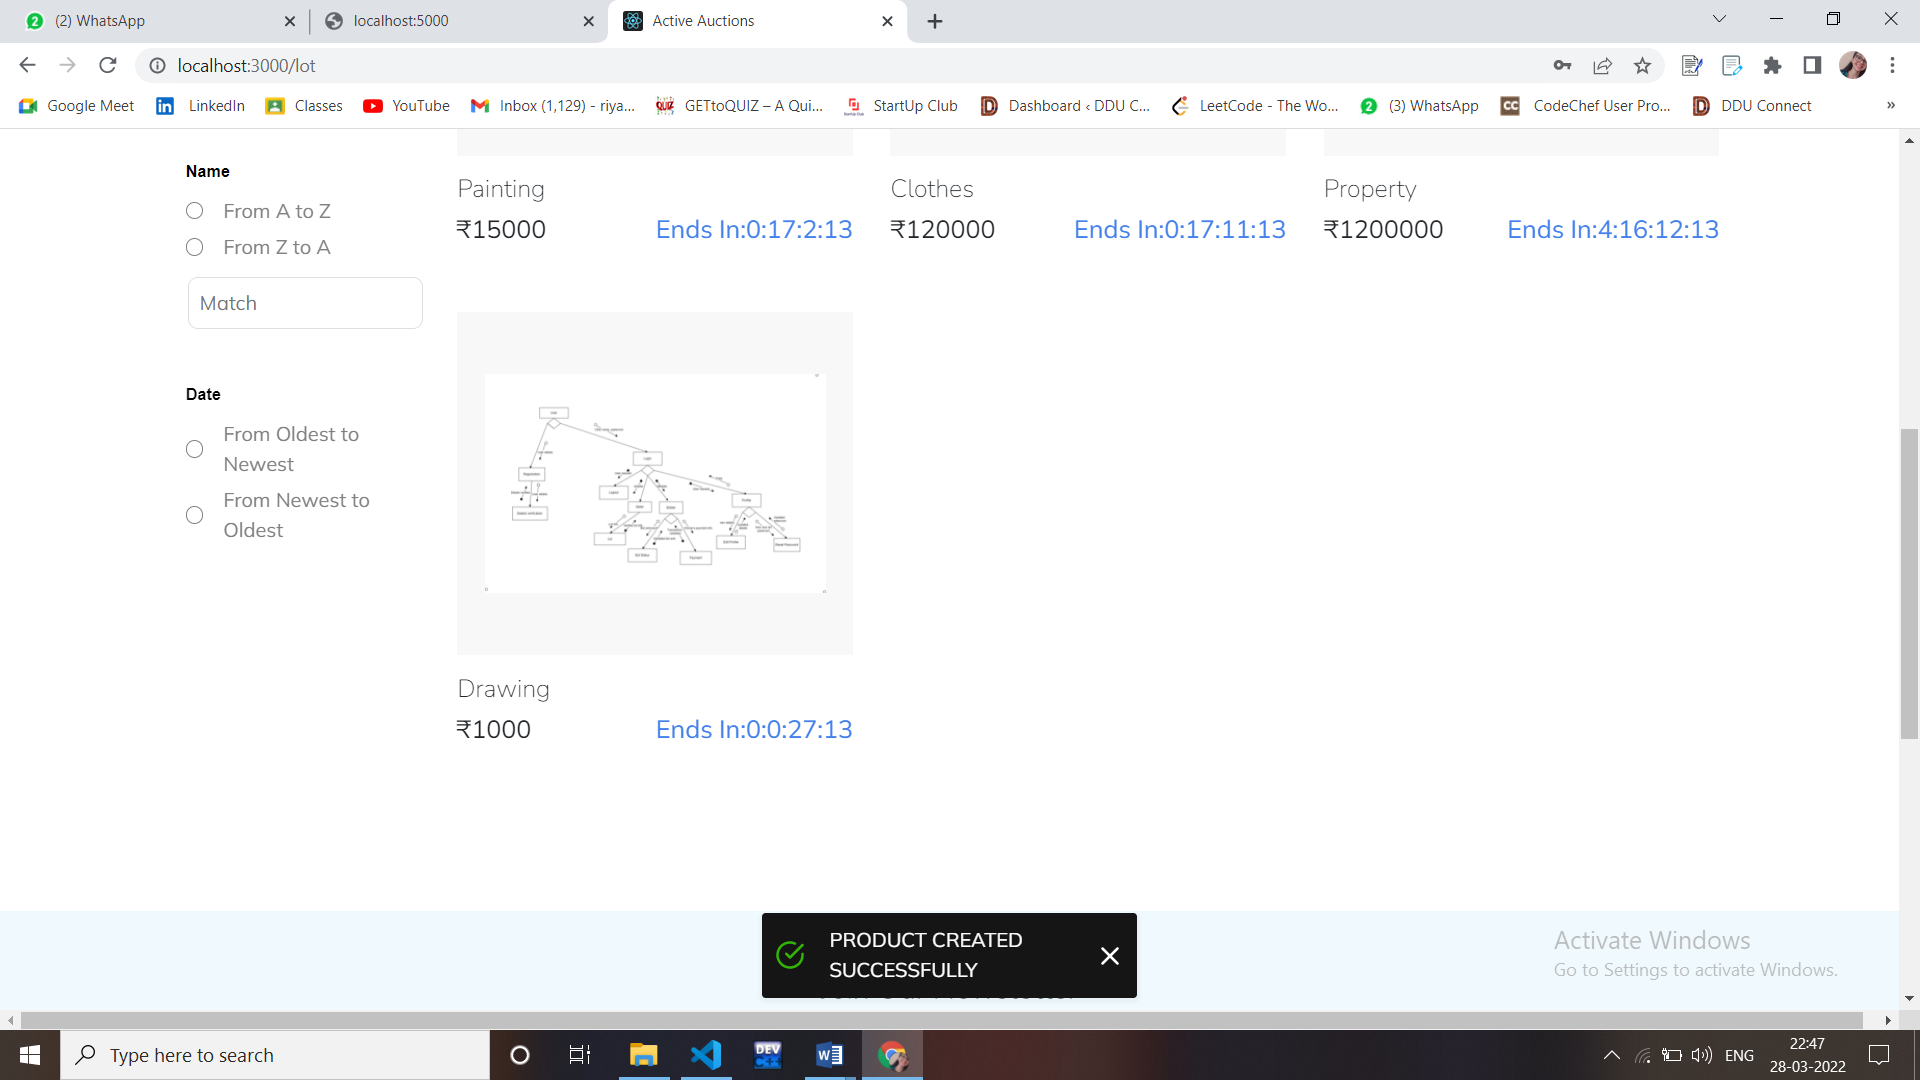 (2) WhatsApp
localhost:5000
Active Auctions
localhost:3000/lot
Google Meet
LinkedIn
Classes
YouTube
Inbox (1,129) - riya...
GETtoQUIZ – A Qui...
StartUp Club
Dashboard ‹ DDU C...
LeetCode - The Wo...
(3) WhatsApp
CodeChef User Pro...
DDU Connect
»
Name
From A to Z
From Z to A
Match
Date
From Oldest to
Newest
From Newest to
Oldest
Painting
₹15000 Ends In:0:17:2:13
Clothes
₹120000 Ends In:0:17:11:13
Property
₹1200000 Ends In:4:16:12:13
Drawing
₹1000 Ends In:0:0:27:13
PRODUCT CREATED
SUCCESSFULLY
Activate Windows
Go to Settings to activate Windows.
Type here to search
DEV
C++
ENG
22:47
28-03-2022